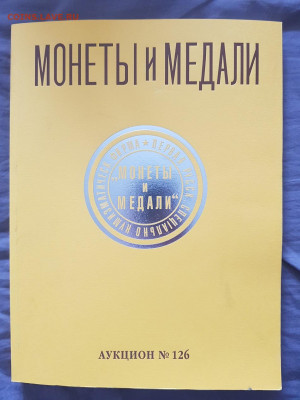 МОНЕТЫ И МЕДАЛИ
„МОНЕТЫ
И
МЕДАЛИ“
АУКЦИОН № 126